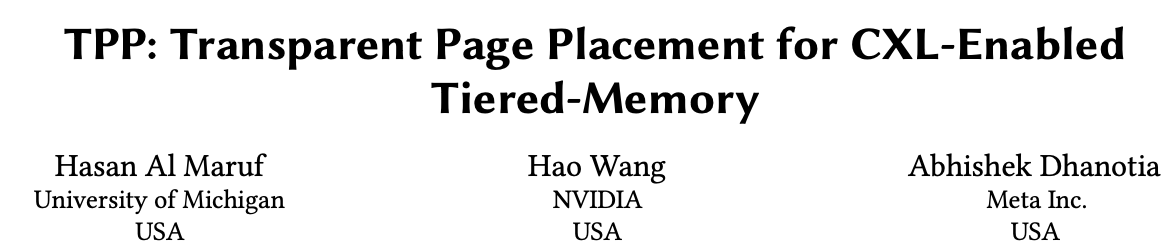 TPP: Transparent Page Placement for CXL-Enabled
Tiered-Memory
Hasan Al Maruf
University of Michigan
USA
Hao Wang
NVIDIA
USA
Abhishek Dhanotia
Meta Inc.
USA